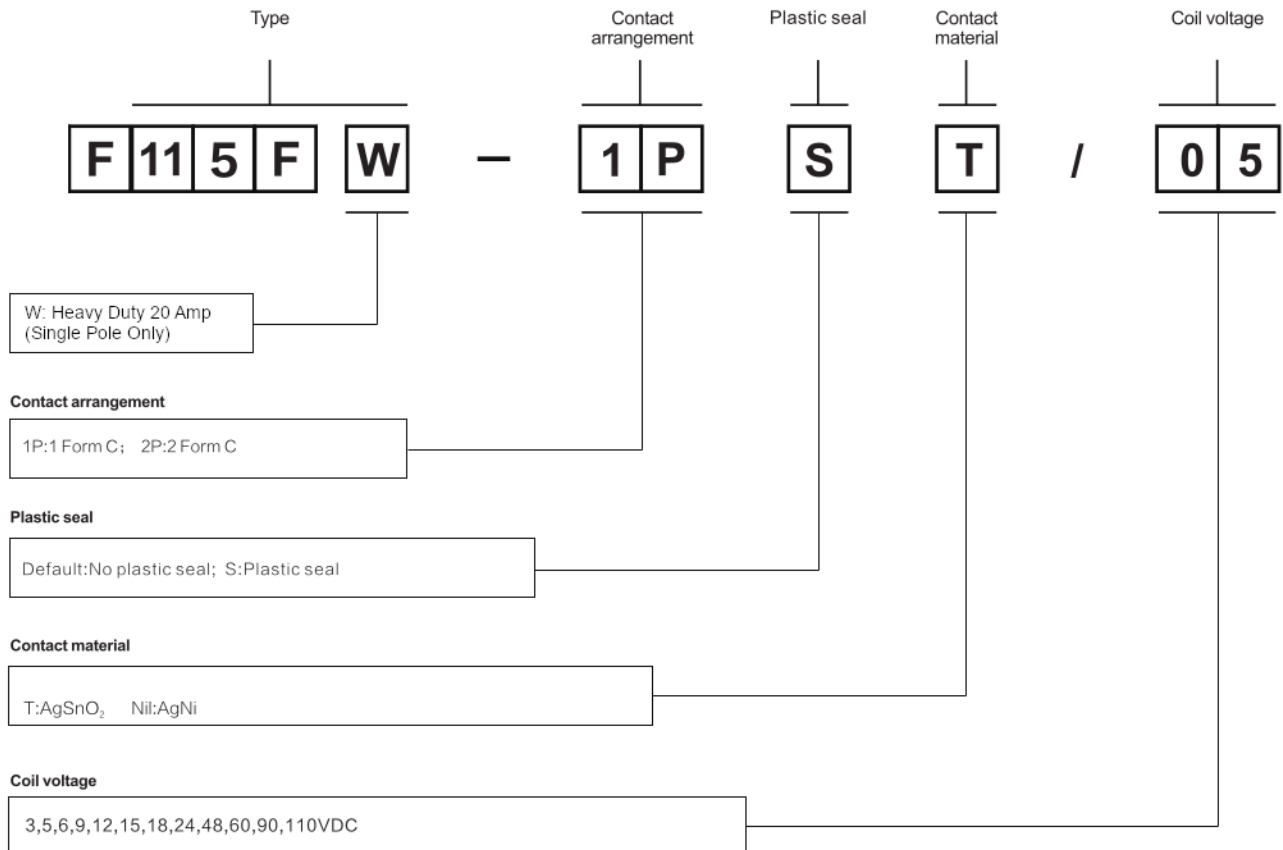 Type
Contact
arrangement
Plastic seal
Contact
material
Coil voltage
F 11 5 F W – 1 P S T / 0 5
W: Heavy Duty 20 Amp
(Single Pole Only)
Contact arrangement
1P:1 Form C; 2P:2 Form C
Plastic seal
Default:No plastic seal; S:Plastic seal
Contact material
T:AgSnO₂ Nil:AgNi
Coil voltage
3,5,6,9,12,15,18,24,48,60,90,110VDC